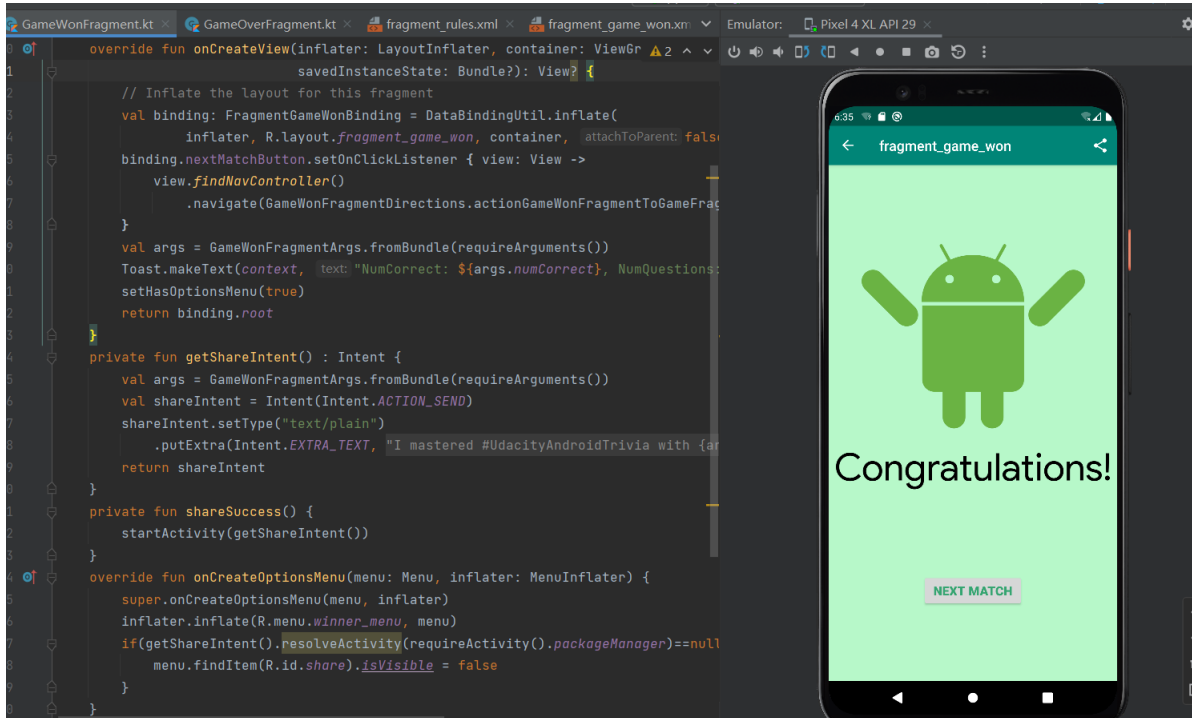 GameWonFragment.kt GameOverFragment.kt fragment_rules.xml fragment_game_won.xm Emulator: Pixel 4 XL API 29
override fun onCreateView(inflater: LayoutInflater, container: ViewGr 2
savedInstanceState: Bundle?): View? {
// Inflate the layout for this fragment
val binding: FragmentGameWonBinding = DataBindingUtil.inflate(
inflater, R.layout.fragment_game_won, container, attachToParent: false
binding.nextMatchButton.setOnClickListener { view: View ->
view.findNavController()
.navigate(GameWonFragmentDirections.actionGameWonFragmentToGameFrag
}
val args = GameWonFragmentArgs.fromBundle(requireArguments())
Toast.makeText(context, text: "NumCorrect: ${args.numCorrect}, NumQuestions:
setHasOptionsMenu(true)
return binding.root
}
private fun getShareIntent() : Intent {
val args = GameWonFragmentArgs.fromBundle(requireArguments())
val shareIntent = Intent(Intent.ACTION_SEND)
shareIntent.setType("text/plain")
.putExtra(Intent.EXTRA_TEXT, "I mastered #UdacityAndroidTrivia with {ar
return shareIntent
}
private fun shareSuccess() {
startActivity(getShareIntent())
}
override fun onCreateOptionsMenu(menu: Menu, inflater: MenuInflater) {
super.onCreateOptionsMenu(menu, inflater)
inflater.inflate(R.menu.winner_menu, menu)
if(getShareIntent().resolveActivity(requireActivity().packageManager)==null
menu.findItem(R.id.share).isVisible = false
}
}
6:35
fragment_game_won
Congratulations!
NEXT MATCH